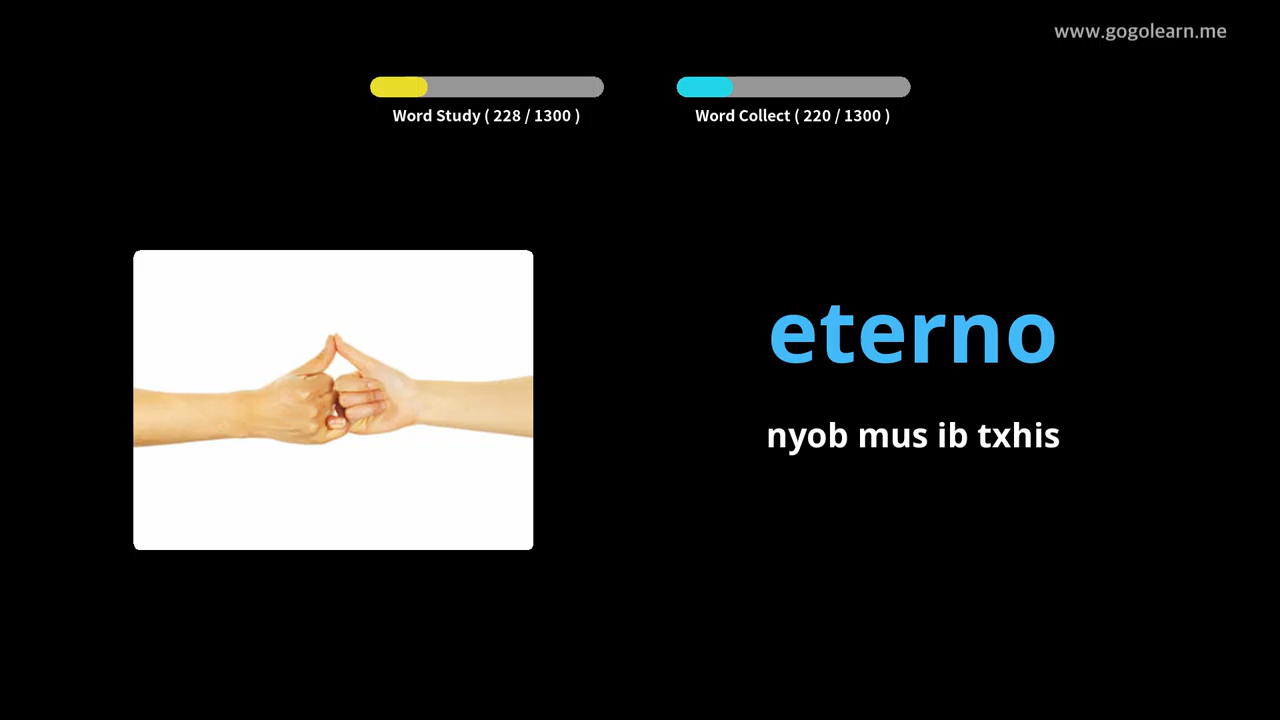 www.gogolearn.me
Word Study ( 228 / 1300 )
Word Collect ( 220 / 1300 )
eterno
nyob mus ib txhis